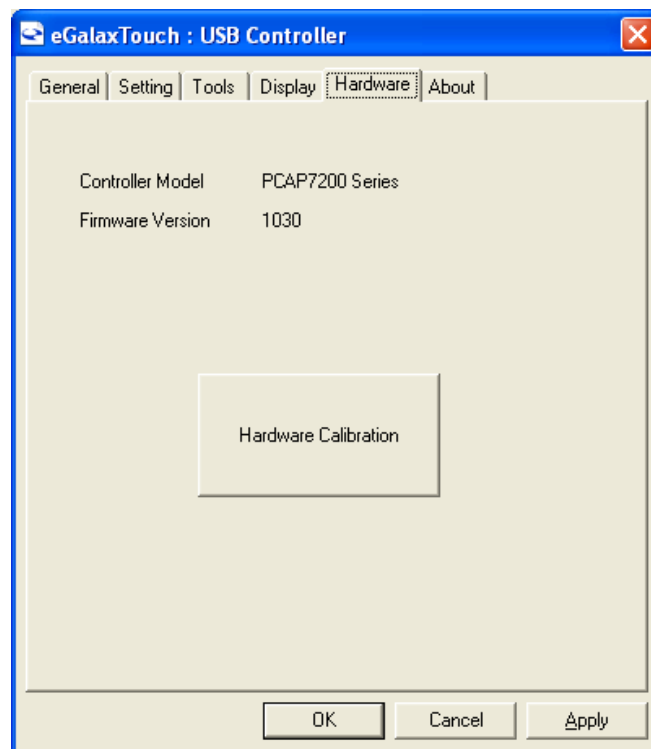 eGalaxTouch : USB Controller
General Setting Tools Display Hardware About
Controller Model PCAP7200 Series
Firmware Version 1030
Hardware Calibration
OK Cancel Apply